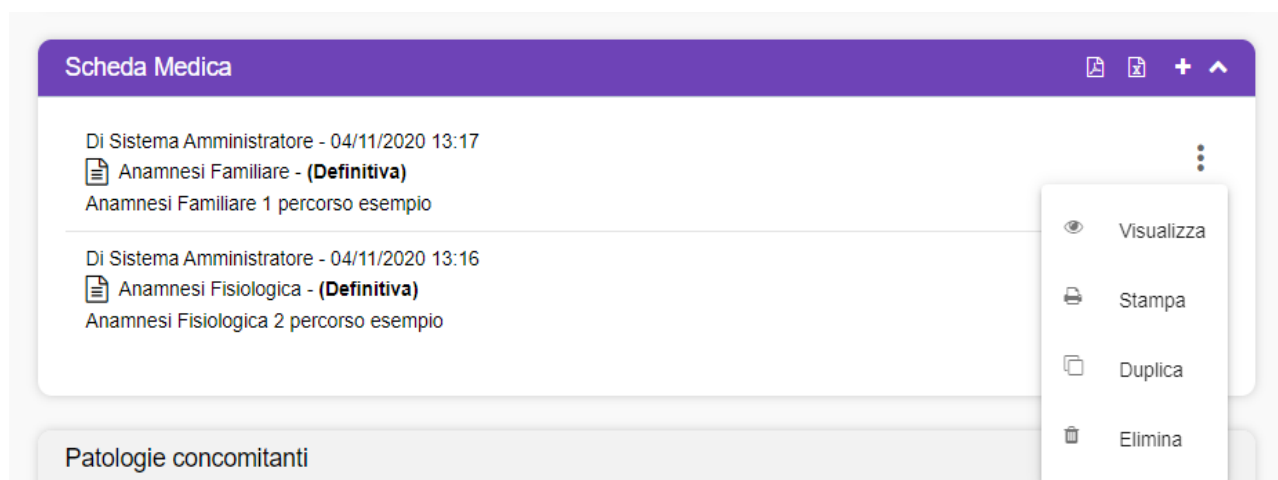 Scheda Medica
Di Sistema Amministratore - 04/11/2020 13:17
Anamnesi Familiare - (Definitiva)
Anamnesi Familiare 1 percorso esempio
Di Sistema Amministratore - 04/11/2020 13:16
Anamnesi Fisiologica - (Definitiva)
Anamnesi Fisiologica 2 percorso esempio
Visualizza
Stampa
Duplica
Elimina
Patologie concomitanti